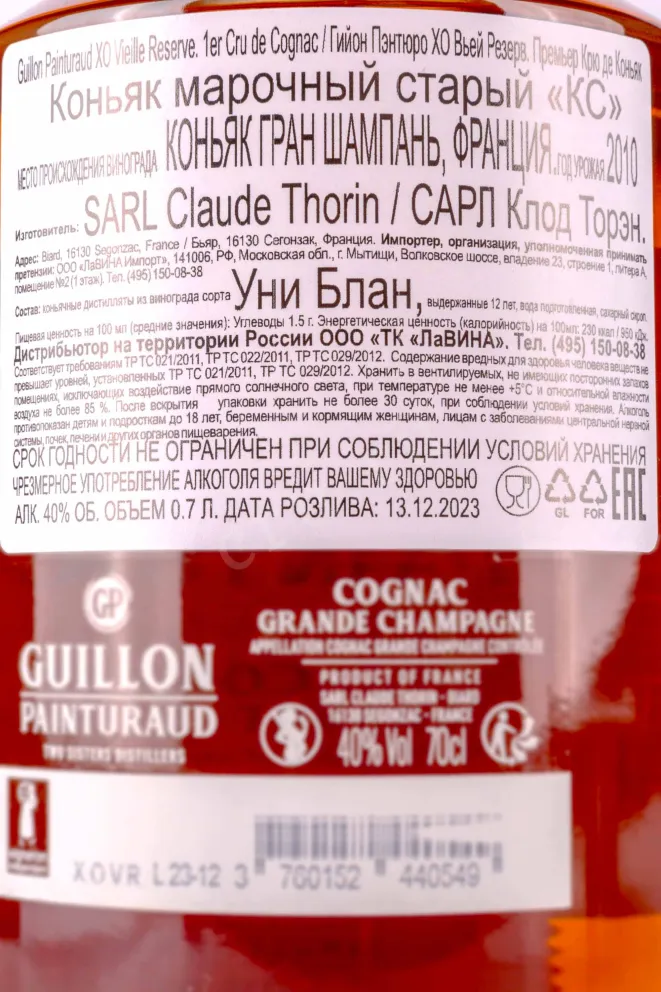 Guillon Painturaud XO Vieille Reserve. 1er Cru de Cognac / Гийон Пэнтюро ХО Вьей Резерв. Премьер Крю де Коньяк
Коньяк марочный старый «КС»
МЕСТО ПРОИСХОЖДЕНИЯ ВИНОГРАДА КОНЬЯК ГРАН ШАМПАНЬ, ФРАНЦИЯ. ГОД УРОЖАЯ 2010
Изготовитель: SARL Claude Thorin / САРЛ Клод Торэн.
Адрес: Biard, 16130 Segonzac, France / Бьяр, 16130 Сегонзак, Франция. Импортер, организация, уполномоченная принимать
претензии: ООО «ЛаВИНА Импорт», 141006, РФ, Московская обл., г. Мытищи, Волковское шоссе, владение 23, строение 1, литера А,
помещение №2 (1 этаж). Тел. (495) 150-08-38
Состав: коньячные дистилляты из винограда сорта Уни Блан, выдержанные 12 лет, вода подготовленная, сахарный сироп.
Пищевая ценность на 100 мл (средние значения): Углеводы 1.5 г. Энергетическая ценность (калорийность) на 100мл: 230 ккал / 950 кДж.
Дистрибьютор на территории России ООО «ТК «ЛаВИНА». Тел. (495) 150-08-38
Соответствует требованиям ТР ТС 021/2011, ТР ТС 022/2011, ТР ТС 029/2012. Содержание вредных для здоровья человека веществ не
превышает уровней, установленных ТР ТС 021/2011, ТР ТС 029/2012. Хранить в вентилируемых, не имеющих посторонних запахов
помещениях, исключающих воздействие прямого солнечного света, при температуре не менее +5°С и относительной влажности
воздуха не более 85 %. После вскрытия упаковки хранить не более 30 суток, при соблюдении условий хранения. Алкоголь
противопоказан детям и подросткам до 18 лет, беременным и кормящим женщинам, лицам с заболеваниями центральной нервной
системы, почек, печени и других органов пищеварения.
СРОК ГОДНОСТИ НЕ ОГРАНИЧЕН ПРИ СОБЛЮДЕНИИ УСЛОВИЙ ХРАНЕНИЯ
ЧРЕЗМЕРНОЕ УПОТРЕБЛЕНИЕ АЛКОГОЛЯ ВРЕДИТ ВАШЕМУ ЗДОРОВЬЮ
АЛК. 40% ОБ. ОБЪЕМ 0.7 Л. ДАТА РОЗЛИВА: 13.12.2023
GL FOR EAC
GP
GUILLON
PAINTURAUD
TWO SISTERS DISTILLERS
COGNAC
GRANDE CHAMPAGNE
APPELLATION COGNAC GRANDE CHAMPAGNE CONTRÔLÉE
PRODUCT OF FRANCE
SARL CLAUDE THORIN - BIARD
16130 SEGONZAC - FRANCE
40% Vol 70cl
XOVR L23-12 3 760152 440549